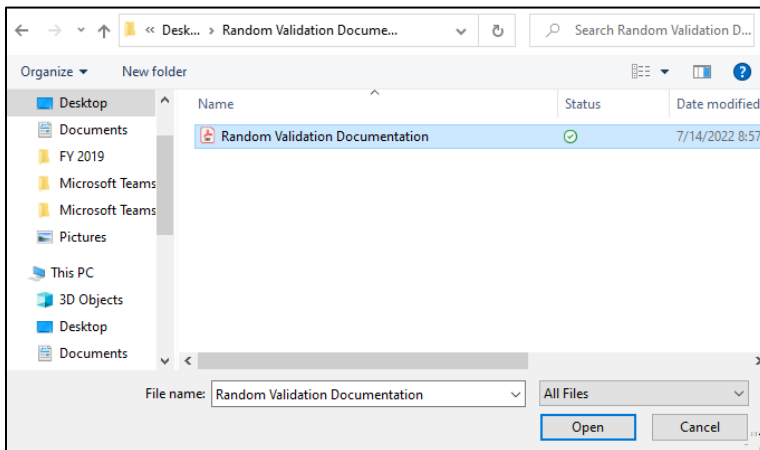 « Desk... › Random Validation Docume...
Search Random Validation D...
Organize
New folder
?
Name
Status
Date modified
Desktop
Documents
FY 2019
Microsoft Teams
Microsoft Teams
Pictures
This PC
3D Objects
Desktop
Documents
Random Validation Documentation
7/14/2022 8:57
File name:
Random Validation Documentation
All Files
Open
Cancel